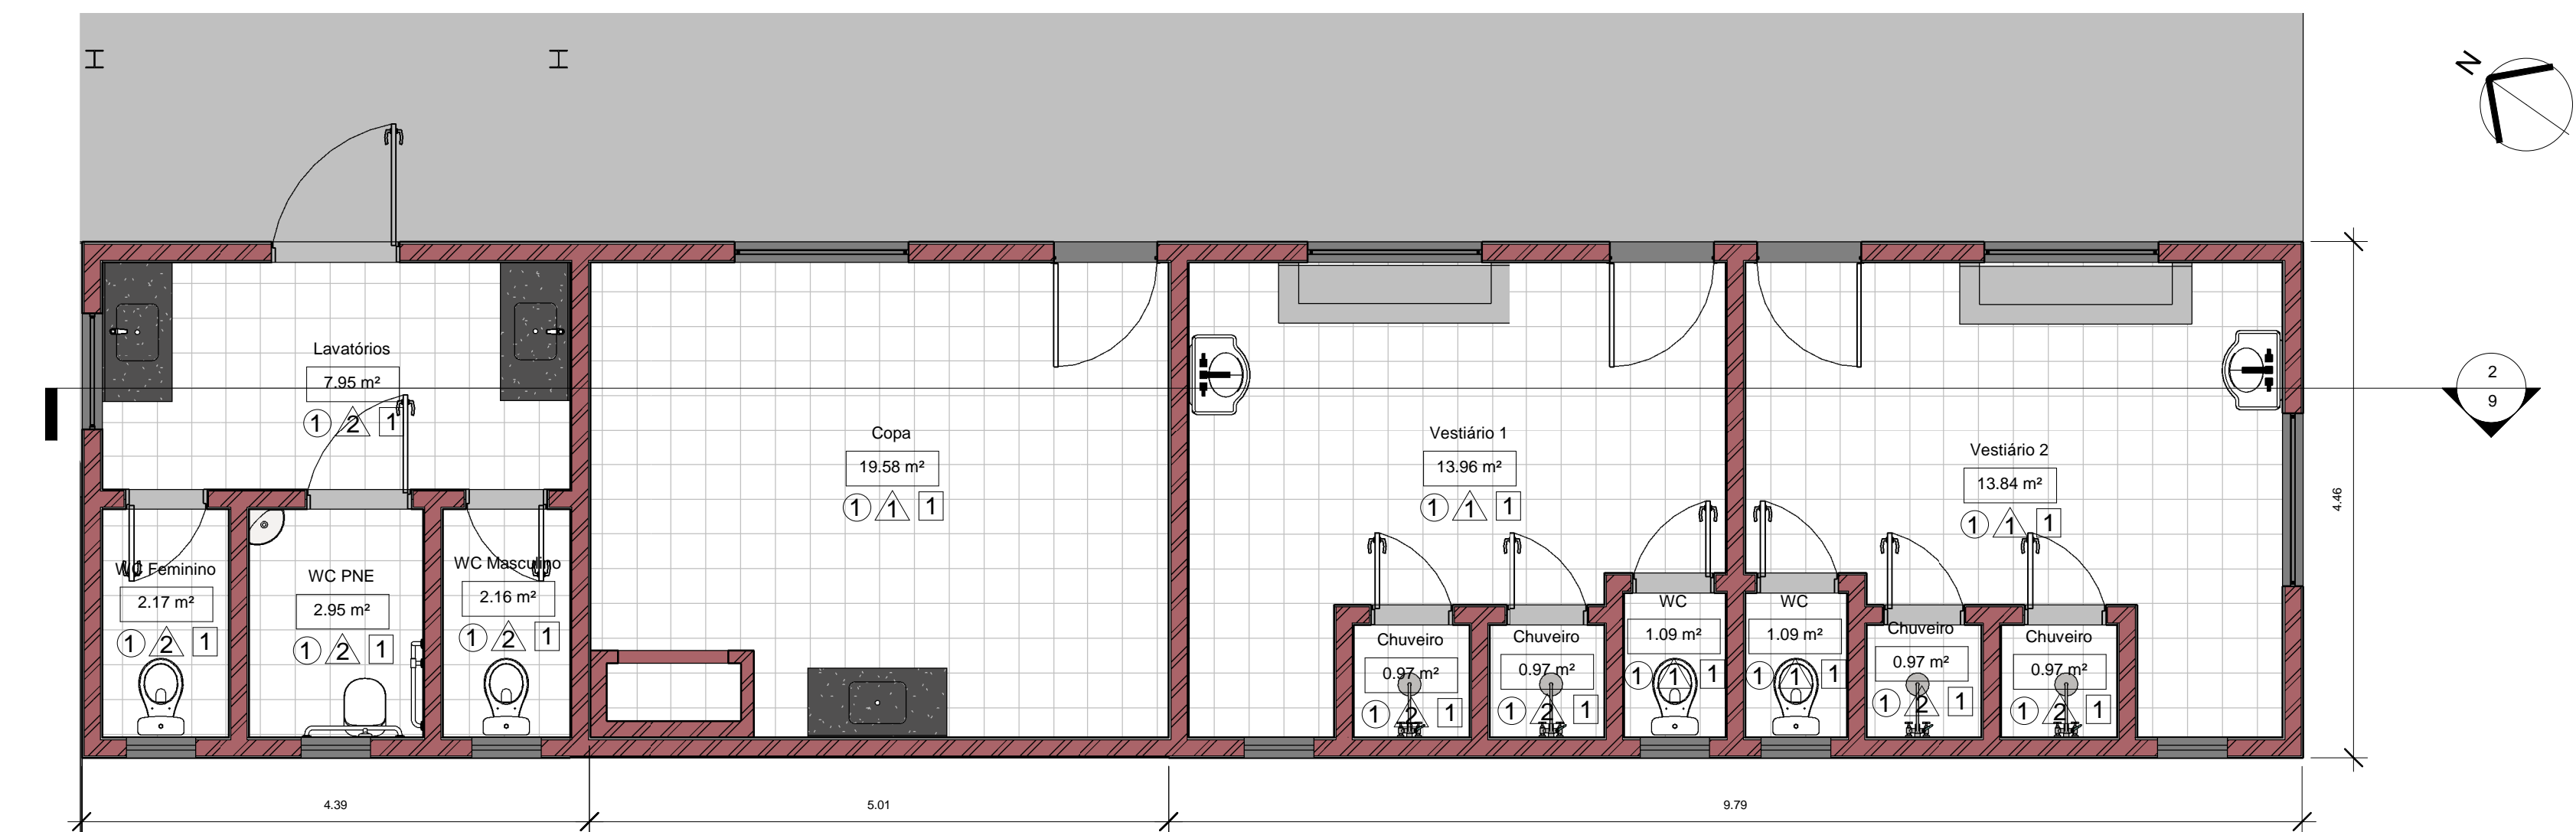 N
Lavatórios
7.95 m²
1 2 1
Copa
19.58 m²
1 1 1
Vestiário 1
13.96 m²
1 1 1
Vestiário 2
13.84 m²
1 1 1
2
9
4.46
WC Feminino
2.17 m²
1 2 1
WC PNE
2.95 m²
1 2 1
WC Masculino
2.16 m²
1 2 1
Chuveiro
0.97 m²
1 2 1
Chuveiro
0.97 m²
1 2 1
WC
1.09 m²
1 1 1
WC
1.09 m²
1 1 1
Chuveiro
0.97 m²
1 2 1
Chuveiro
0.97 m²
1 2 1
4.39
5.01
9.79